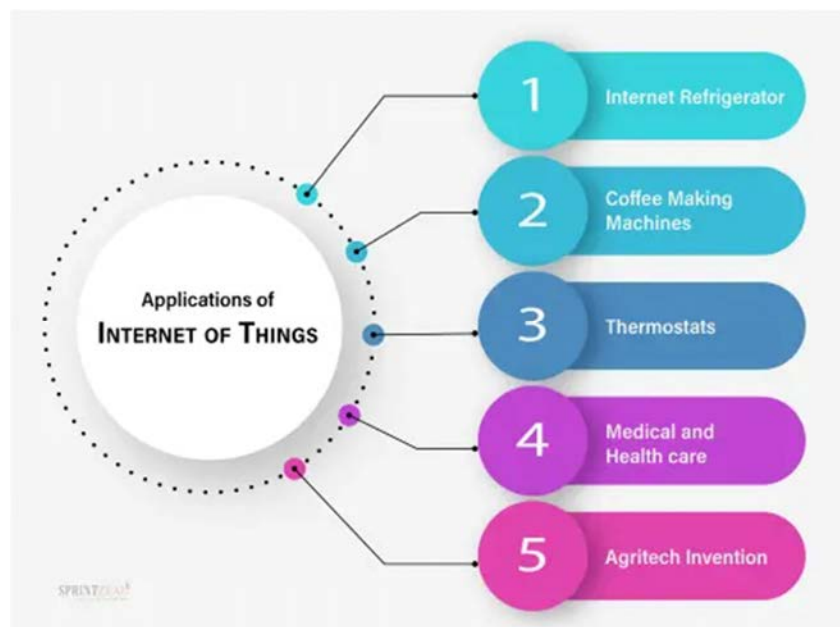 Applications of
INTERNET OF THINGS
1
Internet Refrigerator
2
Coffee Making
Machines
3
Thermostats
4
Medical and
Health care
5
Agritech Invention
SPRINTZEAL